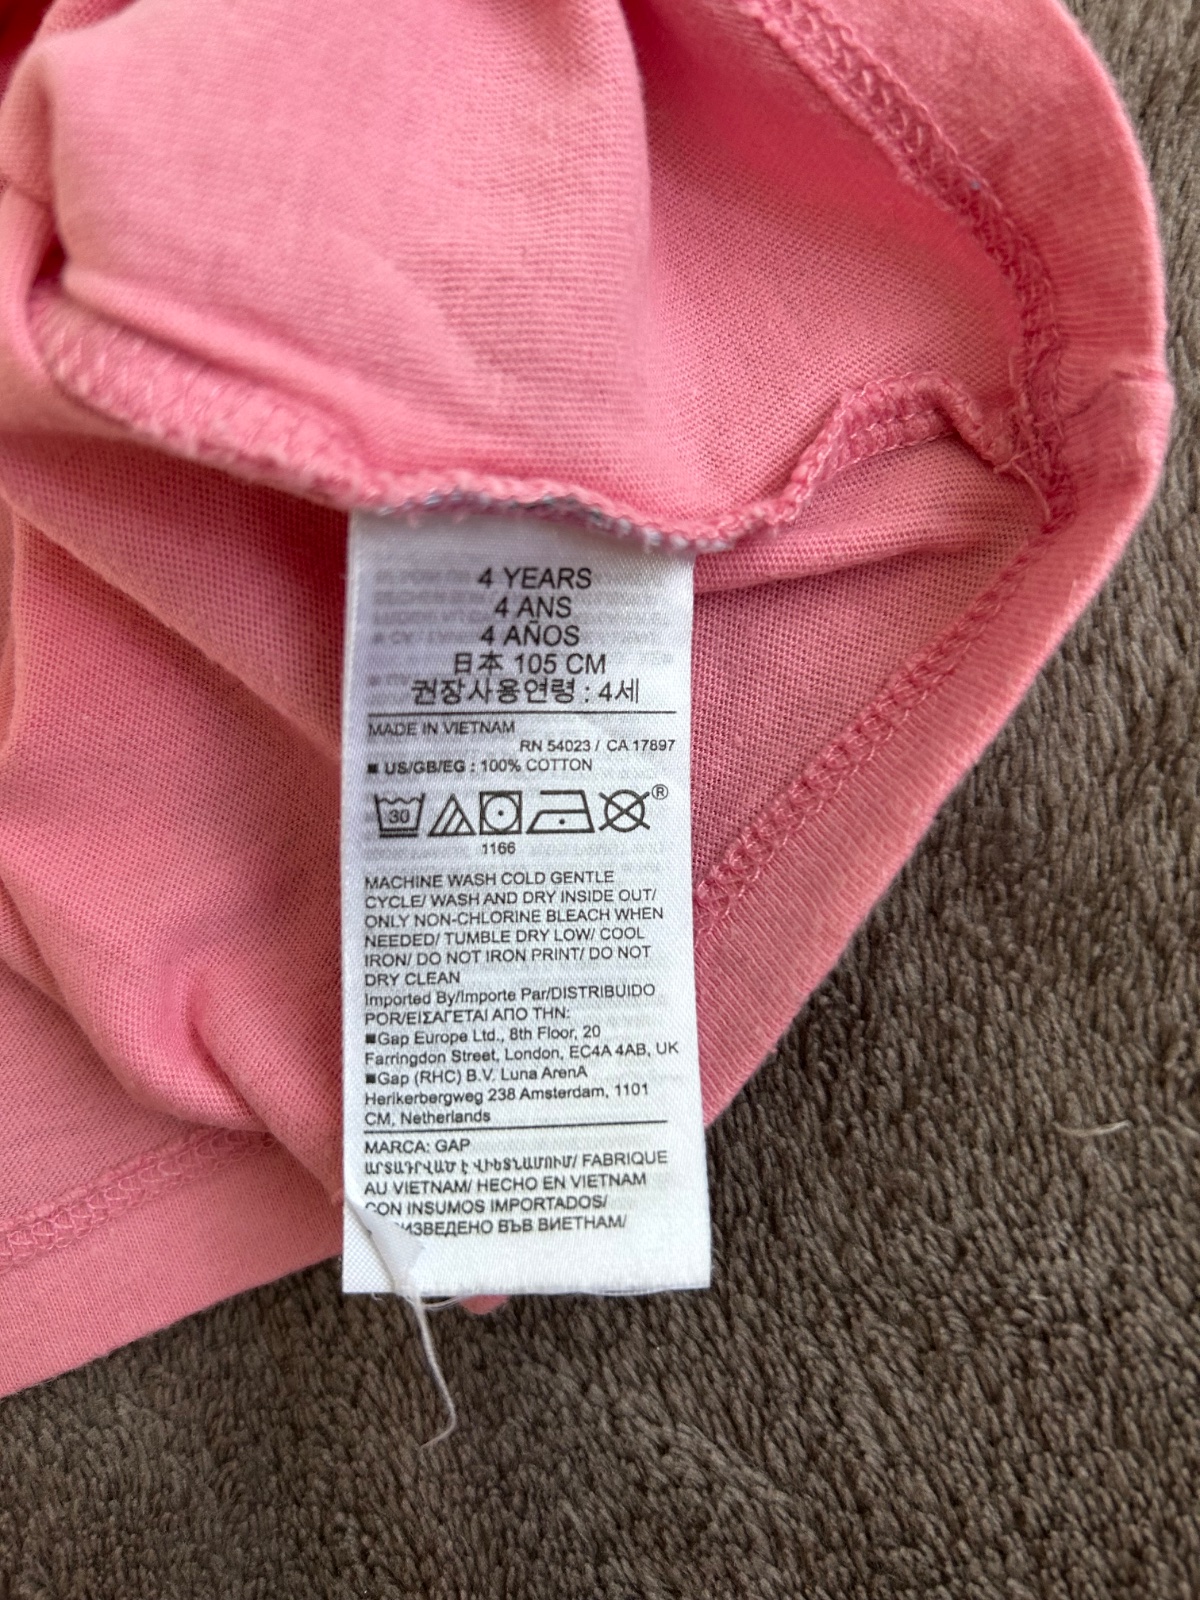 4 YEARS
4 ANS
4 AÑOS
日本 105 CM
권장사용연령 : 4세
MADE IN VIETNAM
RN 54023 / CA 17897
■ US/GB/EG : 100% COTTON
30
®
1166
MACHINE WASH COLD GENTLE
CYCLE/ WASH AND DRY INSIDE OUT/
ONLY NON-CHLORINE BLEACH WHEN
NEEDED/ TUMBLE DRY LOW/ COOL
IRON/ DO NOT IRON PRINT/ DO NOT
DRY CLEAN
Imported By/Importe Par/DISTRIBUIDO
POR/ΕΙΣΑΓΕΤΑΙ ΑΠΟ ΤΗΝ:
■Gap Europe Ltd., 8th Floor, 20
Farringdon Street, London, EC4A 4AB, UK
■Gap (RHC) B.V. Luna ArenA
Herikerbergweg 238 Amsterdam, 1101
CM, Netherlands
MARCA: GAP
ԱՐՏԱԴՐՎԱԾ Է ՎԻԵՏՆԱՄՈՒՄ/ FABRIQUE
AU VIETNAM/ HECHO EN VIETNAM
CON INSUMOS IMPORTADOS/
ИЗВЕДЕНО ВЪВ ВИЕТНАМ/